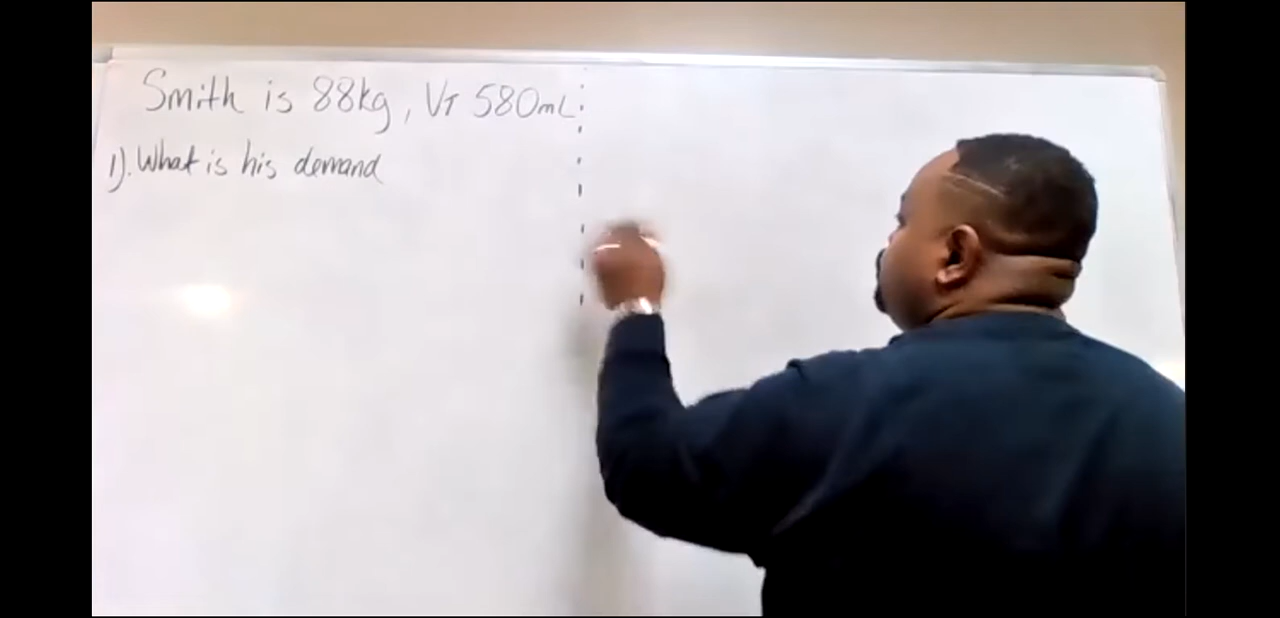 Smith is 88kg, VT 580mL
1). What is his demand